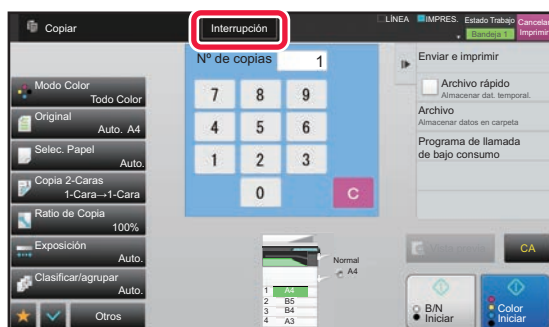 Copiar
Interrupción
LÍNEA
IMPRES.
Estado Trabajo
Bandeja 1
Cancelar
Imprimir
Nº de copias 1
7 8 9
4 5 6
1 2 3
0 C
Modo Color
Todo Color
Original
Auto. A4
Selec. Papel
Auto.
Copia 2-Caras
1-Cara→1-Cara
Ratio de Copia
100%
Exposición
Auto.
Clasificar/agrupar
Auto.
Otros
Enviar e imprimir
Archivo rápido
Almacenar dat. temporal.
Archivo
Almacenar datos en carpeta
Programa de llamada
de bajo consumo
Normal
A4
1 A4
2 B5
3 B4
4 A3
CA
B/N
Iniciar
Color
Iniciar